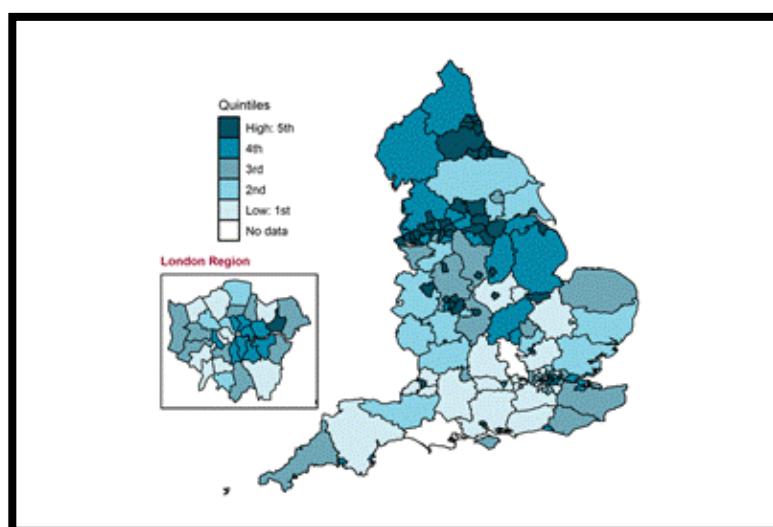 Quintiles
High: 5th
4th
3rd
2nd
Low: 1st
No data
London Region